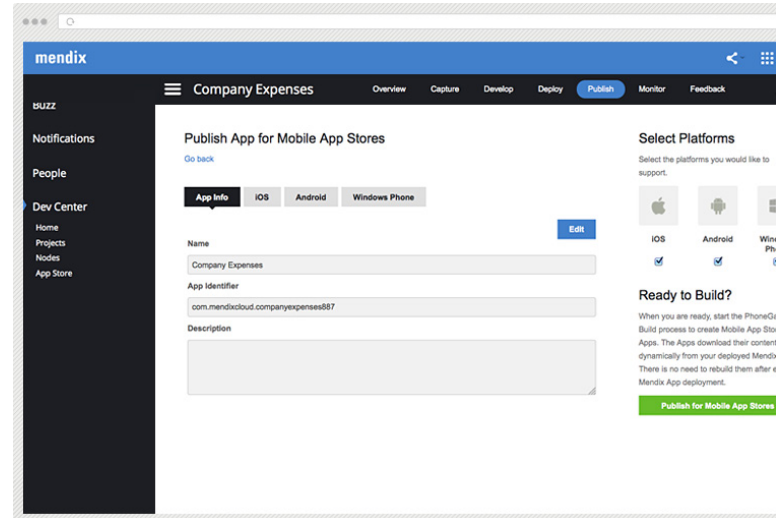 mendix
Company Expenses
Overview
Capture
Develop
Deploy
Publish
Monitor
Feedback
Buzz
Notifications
People
Dev Center
Home
Projects
Nodes
App Store
Publish App for Mobile App Stores
Go back
App Info
iOS
Android
Windows Phone
Edit
Name
Company Expenses
App Identifier
com.mendixcloud.companyexpenses887
Description
Select Platforms
Select the platforms you would like to
support.
iOS
Android
Ready to Build?
When you are ready, start the
Build process to create Mobile App
Apps. The Apps download their content
dynamically from your deployed
There is no need to rebuild them after
Mendix App deployment.
Publish for Mobile App Stores